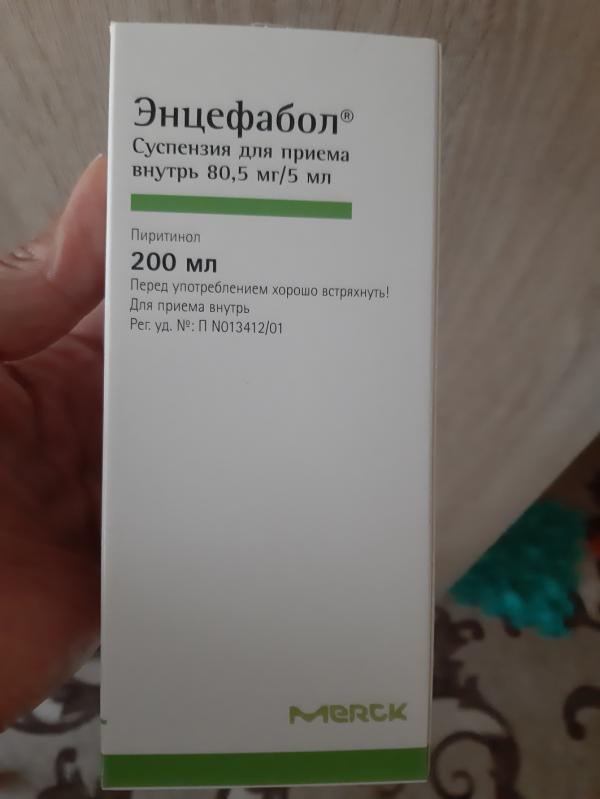 Энцефабол®
Суспензия для приема
внутрь 80,5 мг/5 мл
Пиритинол
200 мл
Перед употреблением хорошо встряхнуть!
Для приема внутрь
Рег. уд. №: П N013412/01
Merck